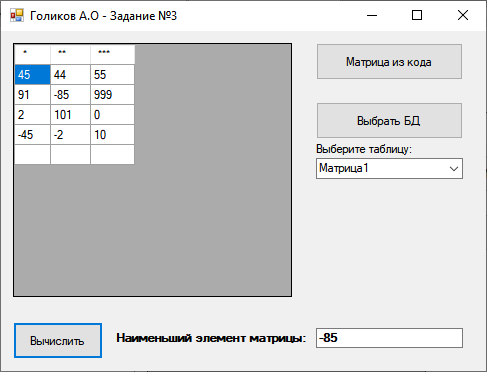 Голиков А.О - Задание №3
* ** ***
45 44 55
91 -85 999
2 101 0
-45 -2 10
Матрица из кода
Выбрать БД
Выберите таблицу:
Матрица1
Вычислить
Наименьший элемент матрицы:
-85